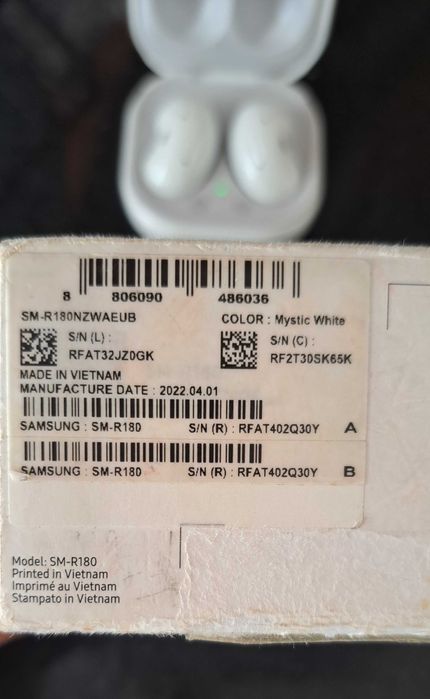 8 806090 486036
SM-R180NZWAEUB COLOR : Mystic White
S/N (L) : S/N (C) :
RFAT32JZ0GK RF2T30SK65K
MADE IN VIETNAM
MANUFACTURE DATE : 2022.04.01
SAMSUNG : SM-R180 S/N (R) : RFAT402Q30Y A
SAMSUNG : SM-R180 S/N (R) : RFAT402Q30Y B
Model: SM-R180
Printed in Vietnam
Imprimé au Vietnam
Stampato in Vietnam